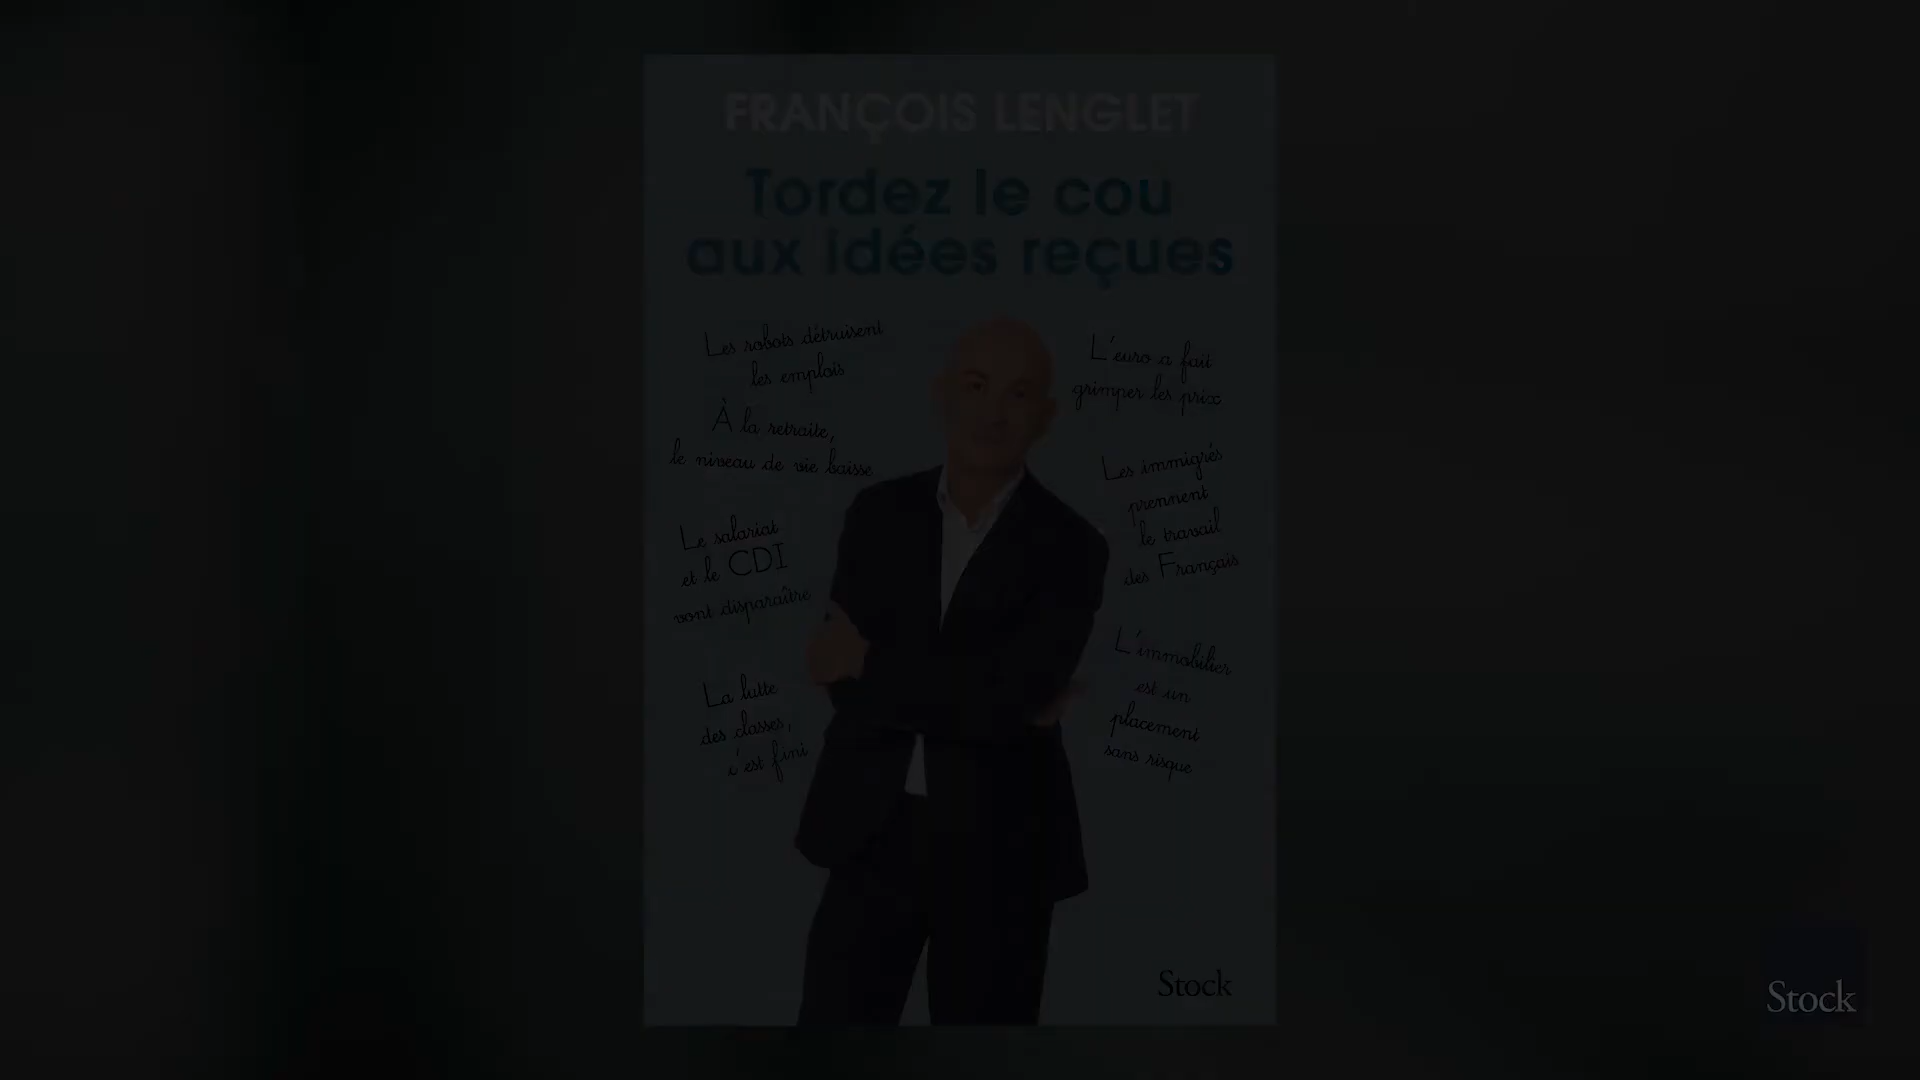 FRANÇOIS LENGLET
Tordez le cou
aux idées reçues
Les robots détruisent
les emplois
À la retraite,
le niveau de vie baisse
Le salariat
et le CDI
vont disparaître
La lutte
des classes,
c'est fini
L'euro a fait
grimper les prix
Les immigrés
prennent
le travail
des Français
L'immobilier
est un
placement
sans risque
Stock
Stock